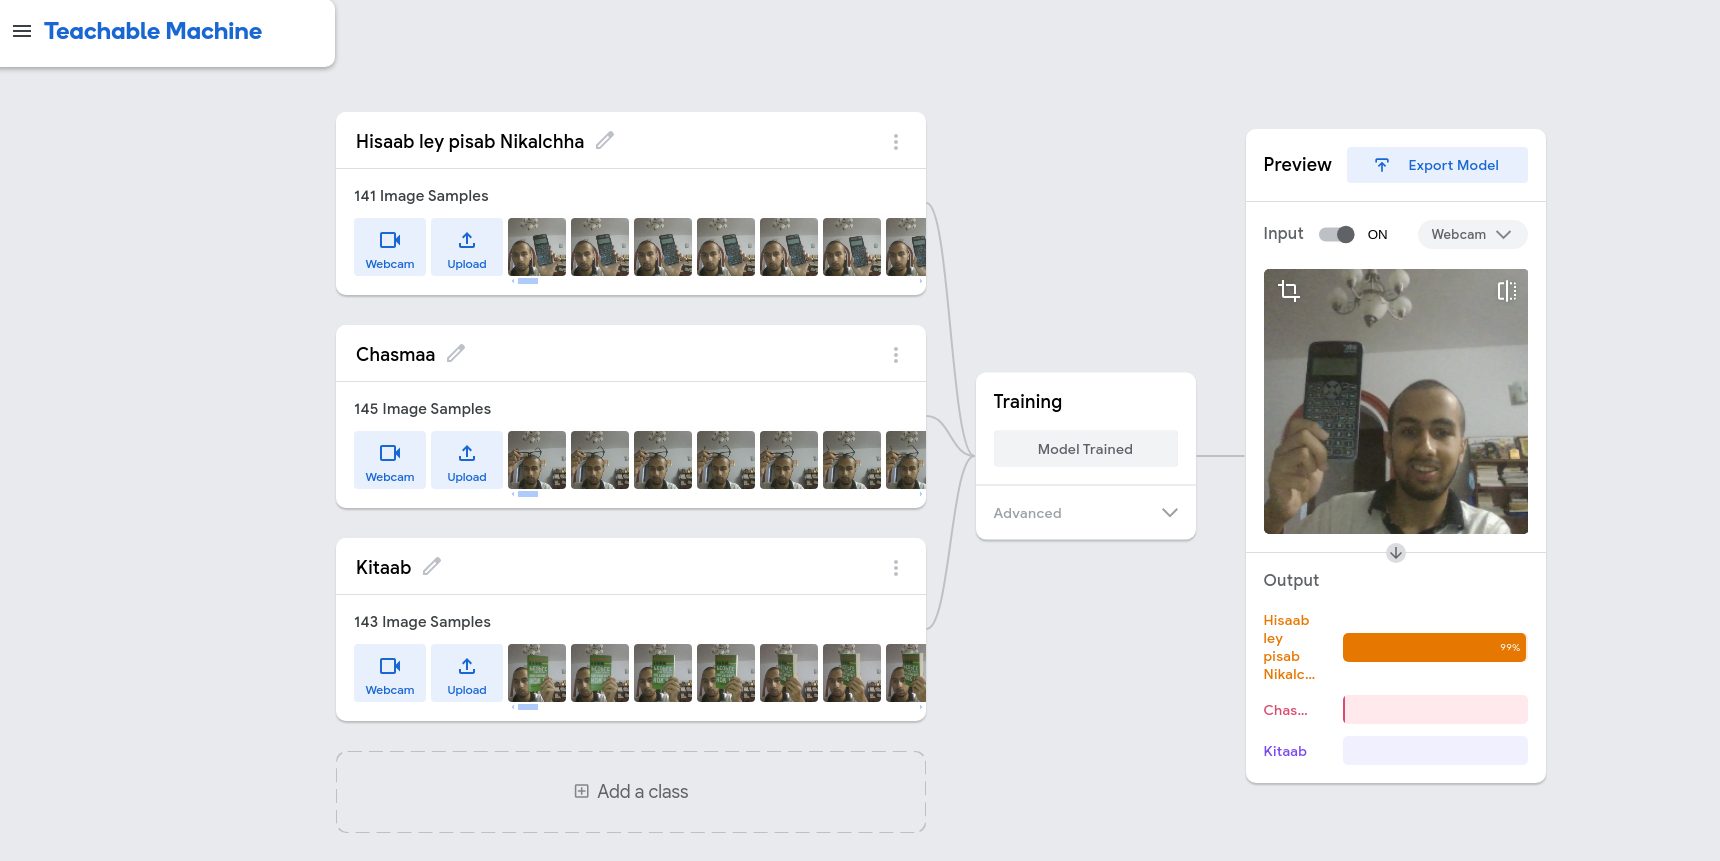 Teachable Machine
Hisaab ley pisab Nikalchha
141 Image Samples
Webcam
Upload
Chasmaa
145 Image Samples
Webcam
Upload
Kitaab
143 Image Samples
Webcam
Upload
Add a class
Training
Model Trained
Advanced
Preview
Export Model
Input
ON
Webcam
Output
Hisaab
ley
pisab
Nikalc...
99%
Chas...
Kitaab